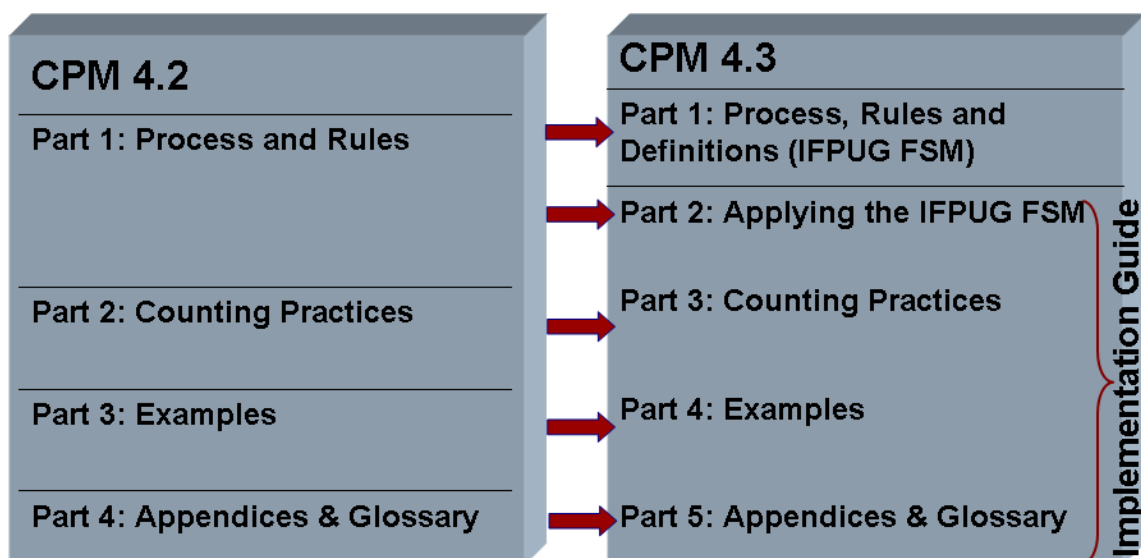 CPM 4.2
Part 1: Process and Rules
Part 2: Counting Practices
Part 3: Examples
Part 4: Appendices & Glossary
CPM 4.3
Part 1: Process, Rules and
Definitions (IFPUG FSM)
Part 2: Applying the IFPUG FSM
Part 3: Counting Practices
Part 4: Examples
Part 5: Appendices & Glossary
Implementation Guide